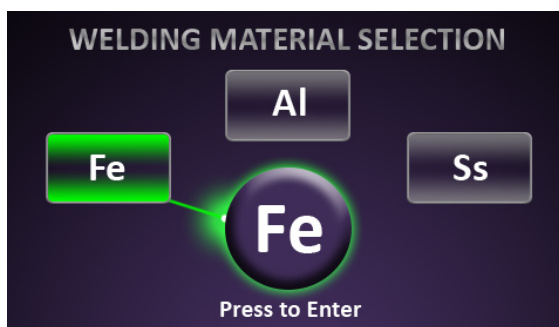 WELDING MATERIAL SELECTION
Al
Fe
Ss
Fe
Press to Enter